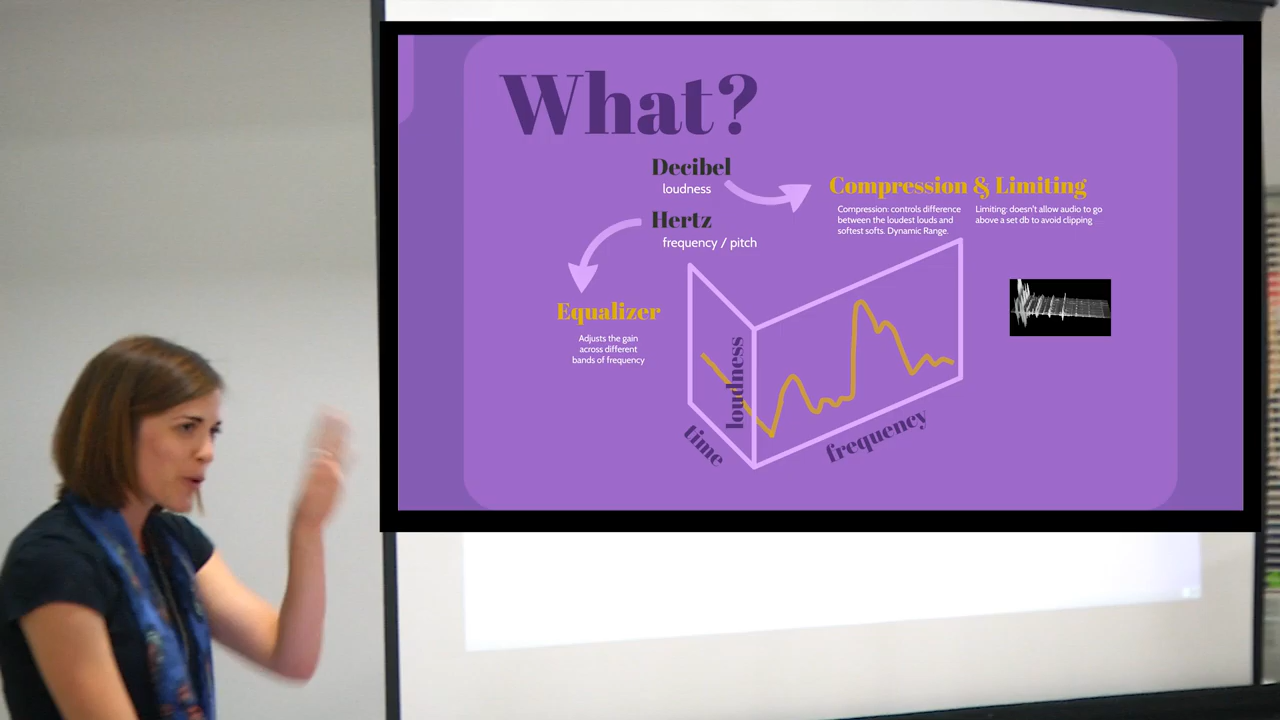 What?
Decibel
loudness
Hertz
frequency / pitch
Compression & Limiting
Compression: controls difference
between the loudest louds and
softest softs. Dynamic Range.
Limiting: doesn't allow audio to go
above a set db to avoid clipping
Equalizer
Adjusts the gain
across different
bands of frequency
loudness
time
frequency